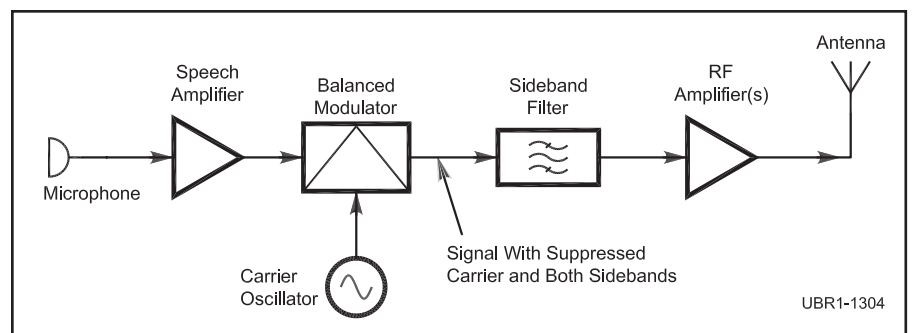 Antenna
Speech
Amplifier
Balanced
Modulator
Sideband
Filter
RF
Amplifier(s)
Microphone
Signal With Suppressed
Carrier and Both Sidebands
Carrier
Oscillator
UBR1-1304